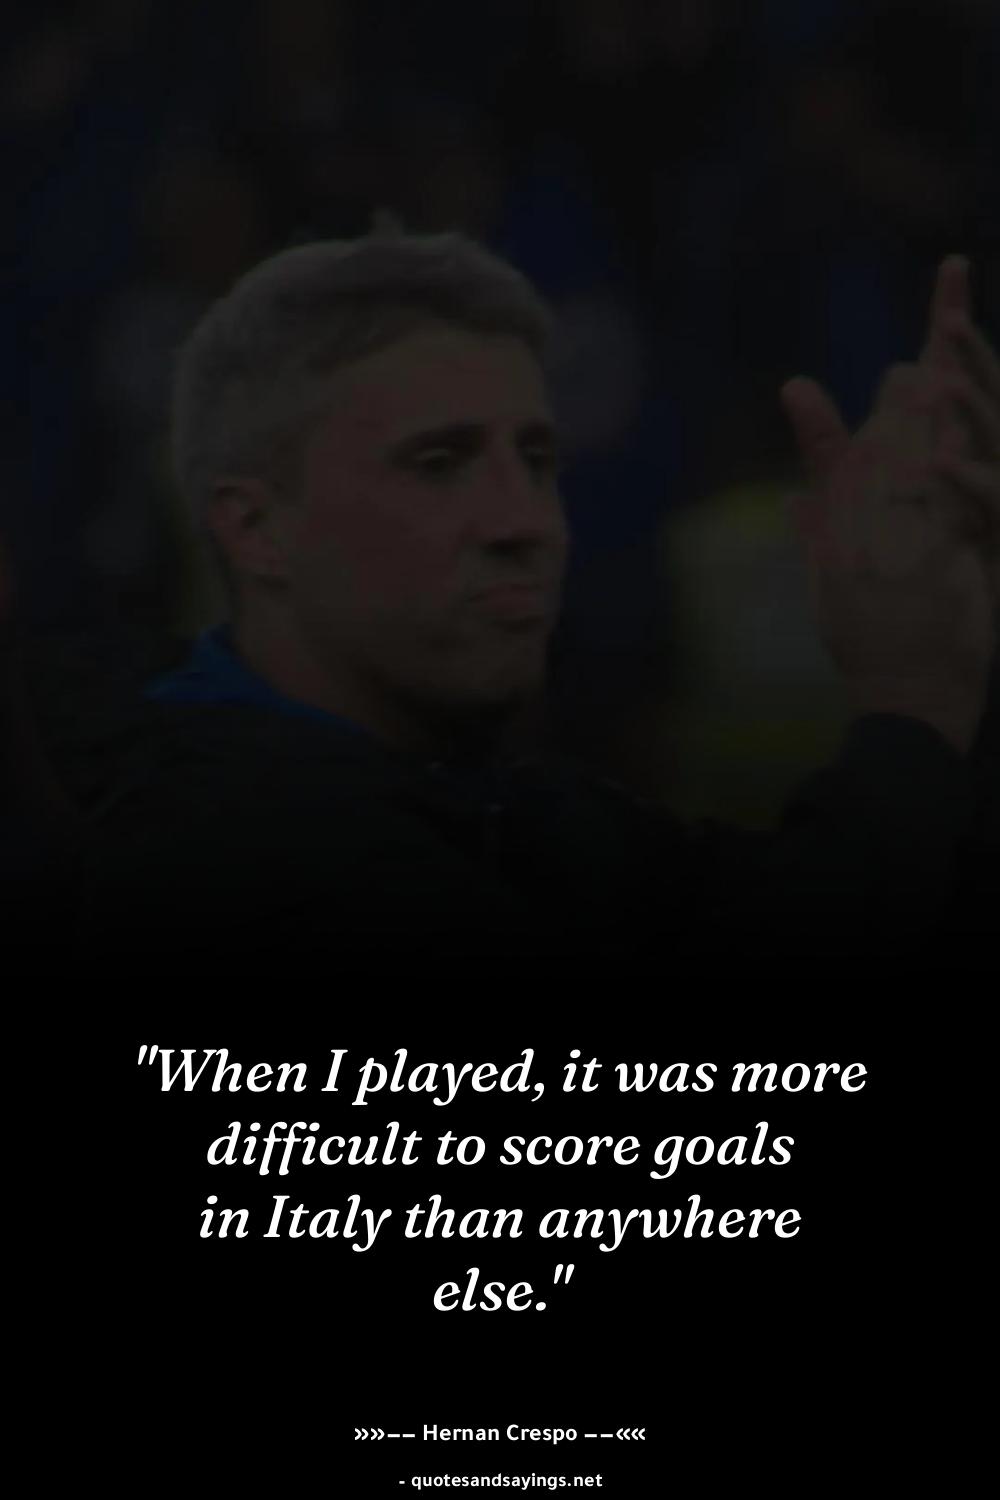 "When I played, it was more
difficult to score goals
in Italy than anywhere
else."
»»−− Hernan Crespo −−««
- quotesandsayings.net